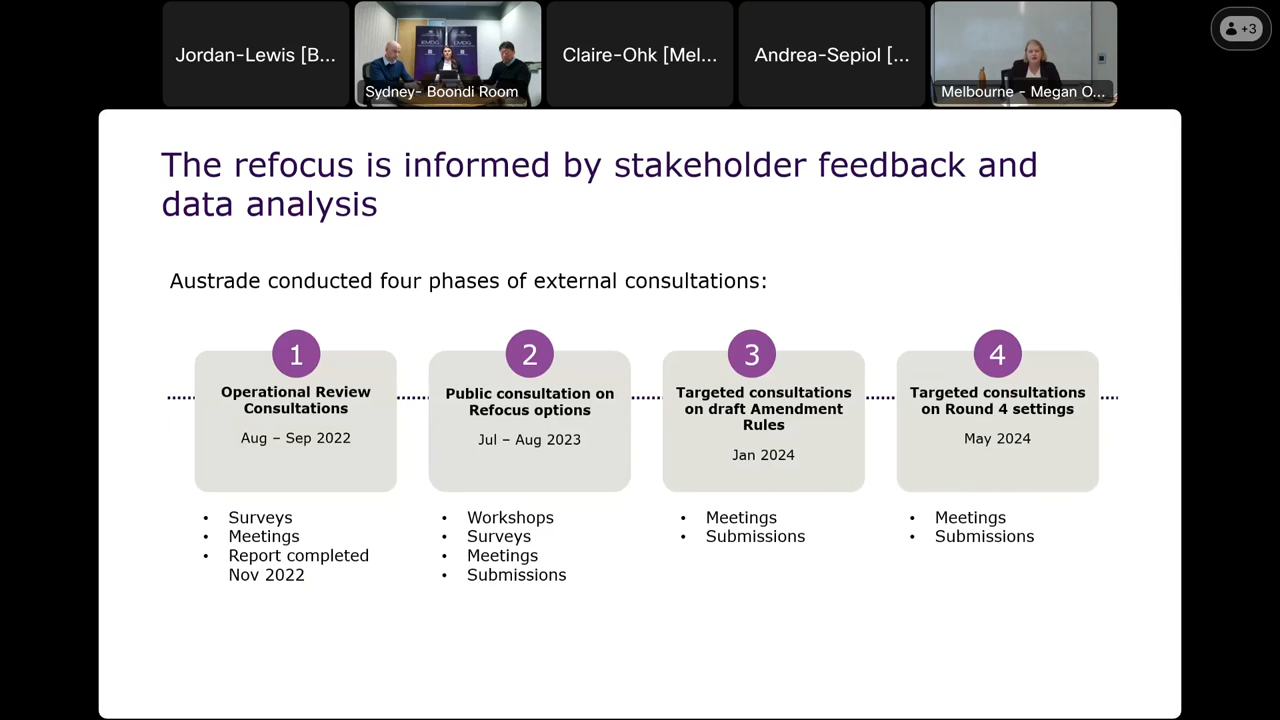 Jordan-Lewis [B...
Sydney- Boondi Room
Claire-Ohk [Mel...
Andrea-Sepiol [...
Melbourne - Megan O...
+3
The refocus is informed by stakeholder feedback and
data analysis
Austrade conducted four phases of external consultations:
1
Operational Review
Consultations
Aug – Sep 2022
• Surveys
• Meetings
• Report completed
Nov 2022
2
Public consultation on
Refocus options
Jul – Aug 2023
• Workshops
• Surveys
• Meetings
• Submissions
3
Targeted consultations
on draft Amendment
Rules
Jan 2024
• Meetings
• Submissions
4
Targeted consultations
on Round 4 settings
May 2024
• Meetings
• Submissions